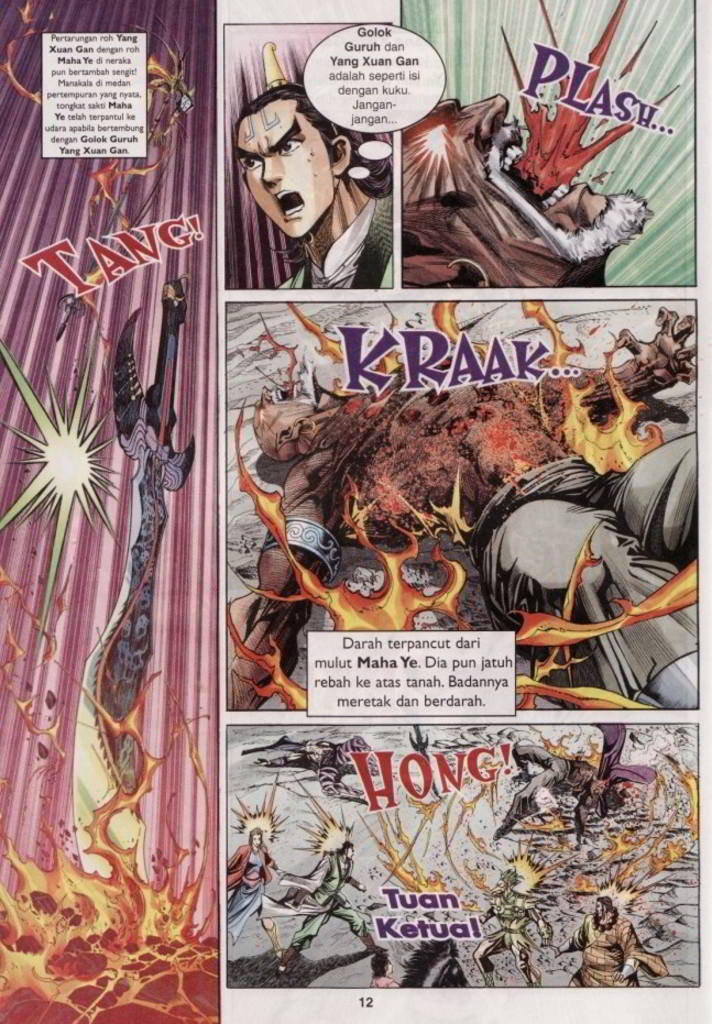 Pertarungan roh Yang
Xuan Gan dengan roh
Maha Ye di neraka
pun bertambah sengit!
Manakala di medan
pertempuran yang nyata,
tongkat sakti Maha
Ye telah terpantul ke
udara apabila bertembung
dengan Golok Guruh
Yang Xuan Gan.
TANG!
Golok
Guruh dan
Yang Xuan Gan
adalah seperti isi
dengan kuku.
Jangan-
jangan...
PLASH...
KRAAK...
Darah terpancut dari
mulut Maha Ye. Dia pun jatuh
rebah ke atas tanah. Badannya
meretak dan berdarah.
HONG!
Tuan
Ketua!
12